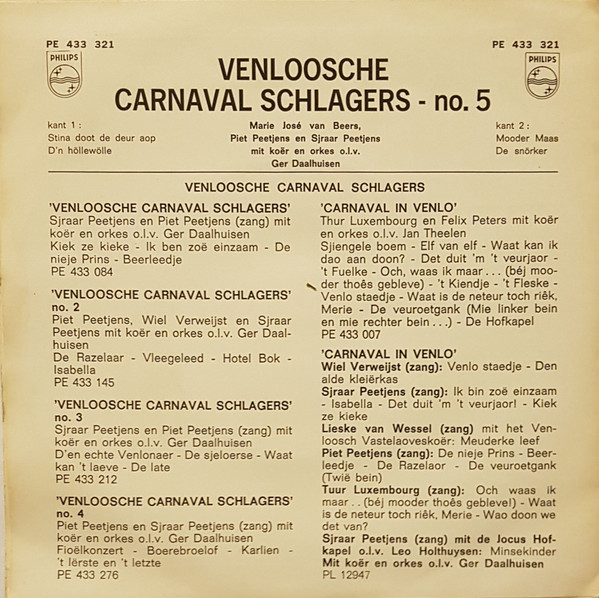 PE 433 321
PE 433 321
PHILIPS
PHILIPS
VENLOOSCHE
CARNAVAL SCHLAGERS - no. 5
kant 1 :
Stina doot de deur aop
D'n höllewölle
Marie José van Beers,
Piet Peetjens en Sjraar Peetjens
mit koër en orkes o.l.v.
Ger Daalhuisen
kant 2 :
Mooder Maas
De snörker
VENLOOSCHE CARNAVAL SCHLAGERS
'VENLOOSCHE CARNAVAL SCHLAGERS'
Sjraar Peetjens en Piet Peetjens (zang) mit
koër en orkes o.l.v. Ger Daalhuisen
Kiek ze kieke - Ik ben zoë einzaam - De
nieje Prins - Beerleedje
PE 433 084
'VENLOOSCHE CARNAVAL SCHLAGERS'
no. 2
Piet Peetjens, Wiel Verweijst en Sjraar
Peetjens mit koër en orkes o.l.v. Ger Daal-
huisen
De Razelaar - Vleegeleed - Hotel Bok -
Isabella
PE 433 145
'VENLOOSCHE CARNAVAL SCHLAGERS'
no. 3
Sjraar Peetjens en Piet Peetjens (zang) mit
koër en orkes o.l.v. Ger Daalhuisen
D'en echte Venlonaer - De sjeloerse - Waat
kan 't laeve - De late
PE 433 212
'VENLOOSCHE CARNAVAL SCHLAGERS'
no. 4
Piet Peetjens en Sjraar Peetjens (zang) mit
koër en orkes o.l.v. Ger Daalhuisen
Fioëlkonzert - Boerebroelof - Karlien -
't lèrste en 't letzte
PE 433 276
'CARNAVAL IN VENLO'
Thur Luxembourg en Felix Peters mit koër
en orkes o.l.v. Jan Theelen
Sjiengele boem - Elf van elf - Waat kan ik
dao aan doon? - Det duit 'm 't veurjaor -
't Fuelke - Och, waas ik maar ... (béj moo-
der thoês gebleve) - 't Kiendje - 't Fleske -
Venlo staedje - Waat is de neteur toch riêk,
Merie - De veuroetgank (Mie linker bein
en mie rechter bein ...) - De Hofkapel
PE 433 007
'CARNAVAL IN VENLO'
Wiel Verweijst (zang): Venlo staedje - Den
alde kleiërkas
Sjraar Peetjens (zang): Ik bin zoë einzaam
- Isabella - Det duit 'm 't veurjaor! - Kiek
ze kieke
Lieske van Wessel (zang) mit het Ven-
loosch Vastelaoveskoër: Meuderke leef
Piet Peetjens (zang): De nieje Prins - Beer-
leedje - De Razelaor - De veuroetgank
(Twië bein)
Tuur Luxembourg (zang): Och waas ik
maar . . (béj mooder thoês gebleve!) - Waat
is de neteur toch riêk, Merie - Wao doon we
det van?
Sjraar Peetjens (zang) mit de Jocus Hof-
kapel o.l.v. Leo Holthuysen: Minsekinder
Mit koër en orkes o.l.v. Ger Daalhuisen
PL 12947